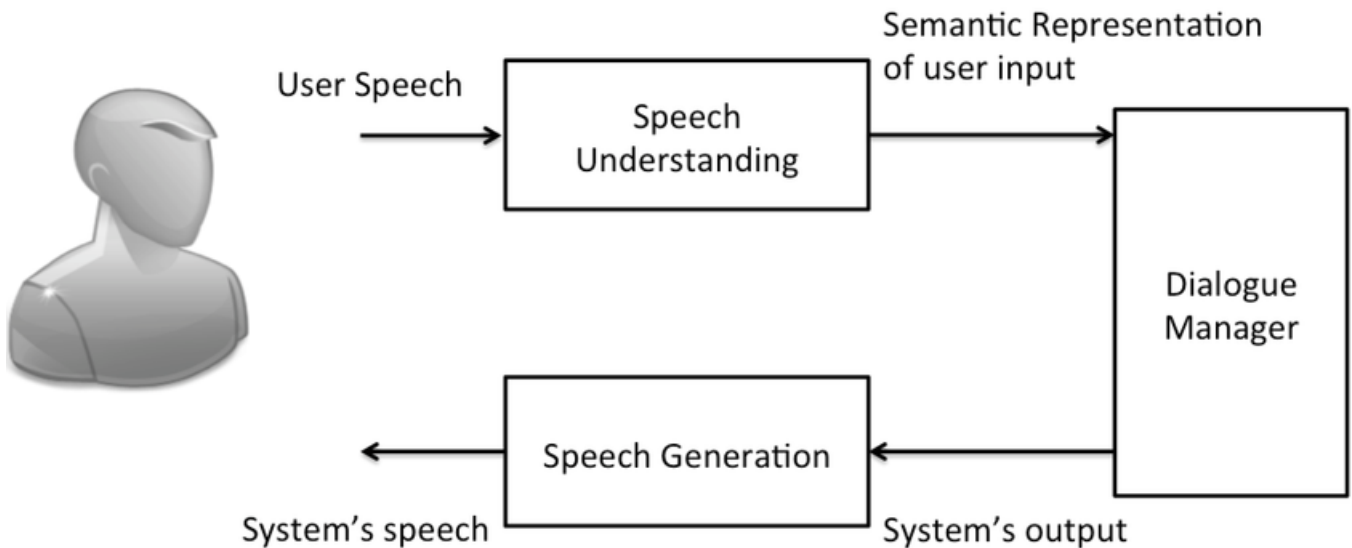 User Speech
Speech
Understanding
Semantic Representation
of user input
Dialogue
Manager
Speech Generation
System’s speech
System’s output